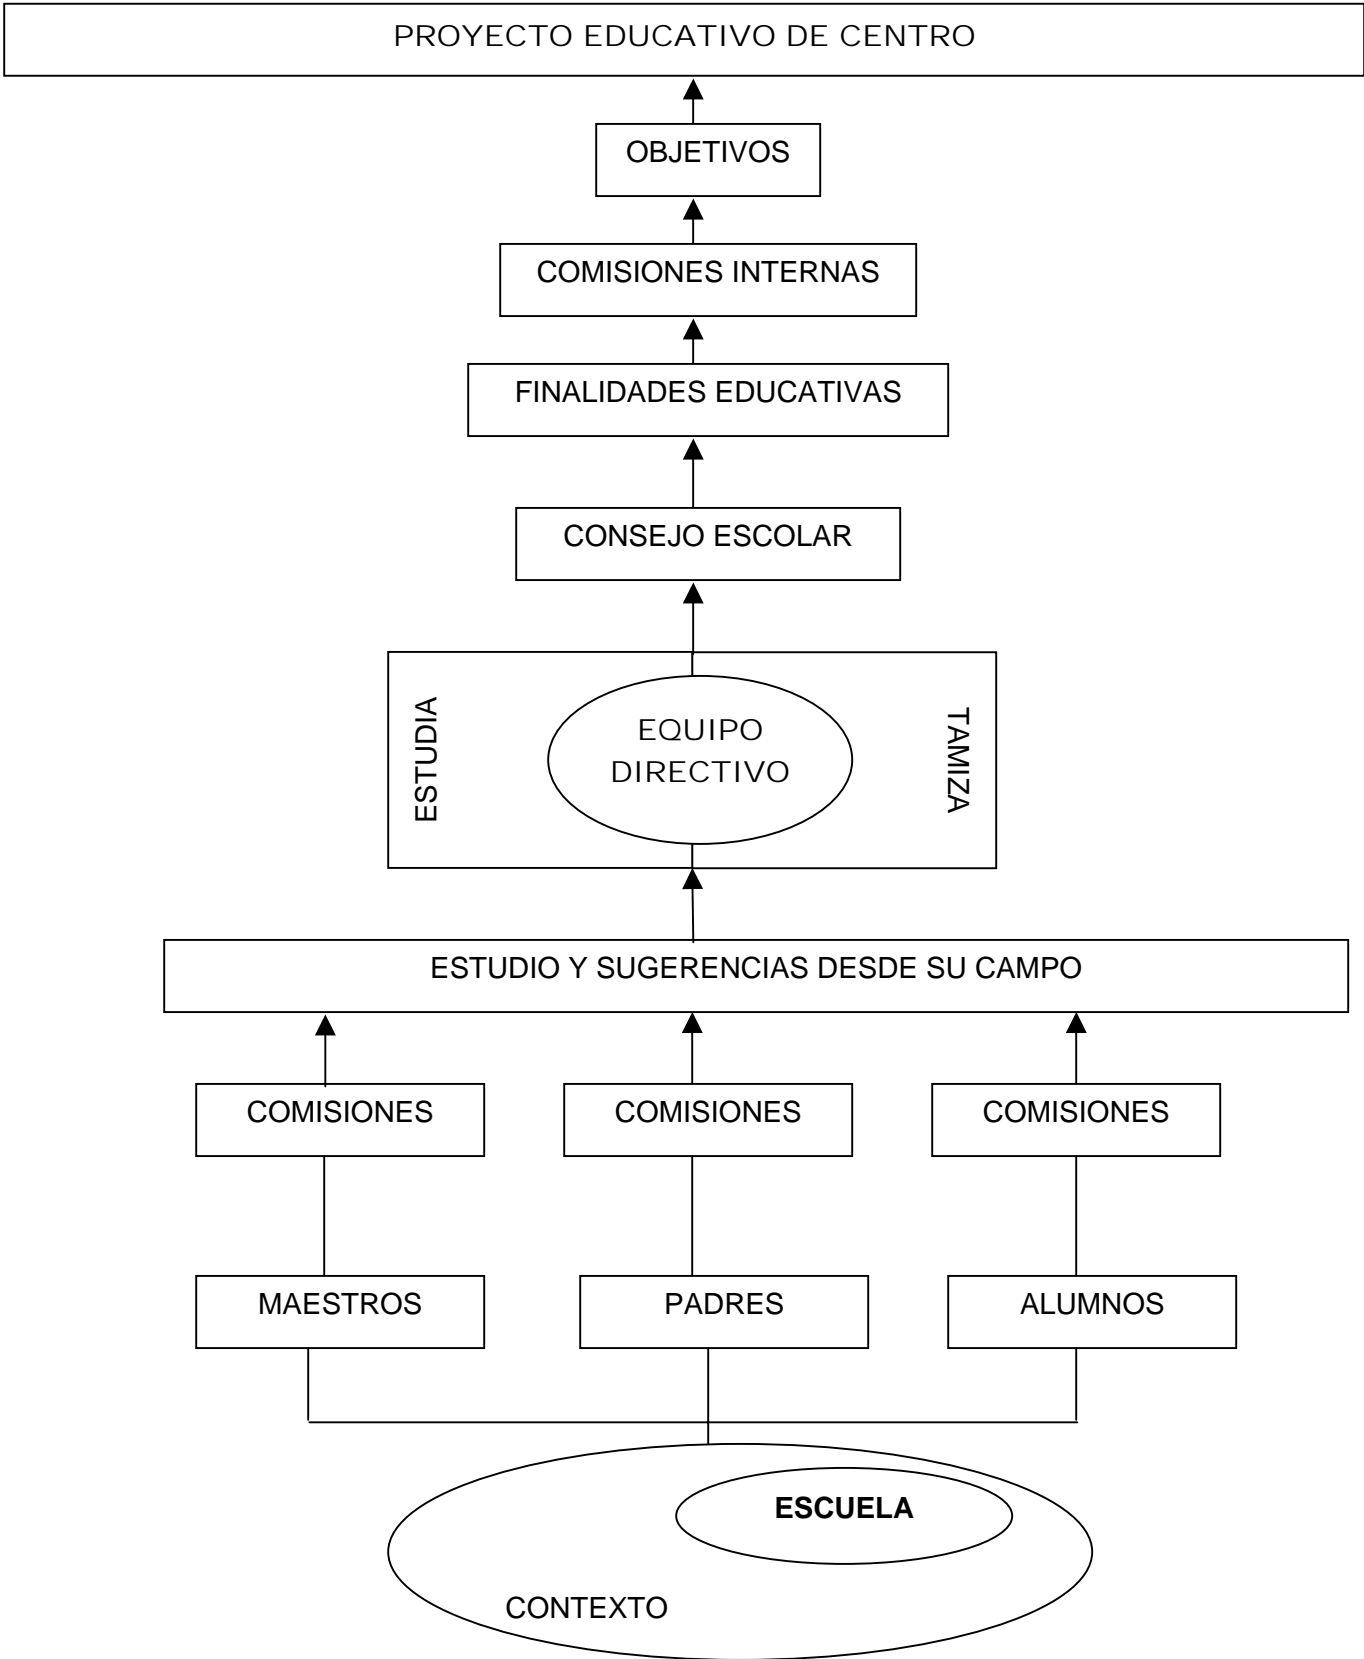 PROYECTO EDUCATIVO DE CENTRO
OBJETIVOS
COMISIONES INTERNAS
FINALIDADES EDUCATIVAS
CONSEJO ESCOLAR
ESTUDIA
EQUIPO
DIRECTIVO
TAMIZA
ESTUDIO Y SUGERENCIAS DESDE SU CAMPO
COMISIONES
COMISIONES
COMISIONES
MAESTROS
PADRES
ALUMNOS
ESCUELA
CONTEXTO